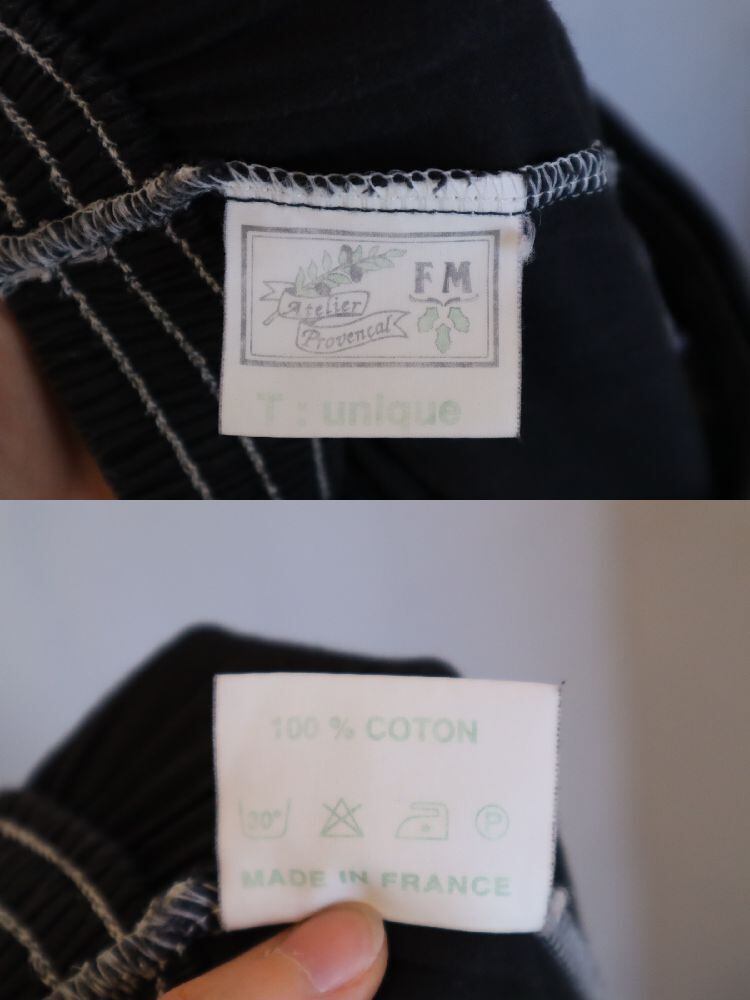 Atelier
Provençal
FM
T : unique
100 % COTON
30°
P
MADE IN FRANCE